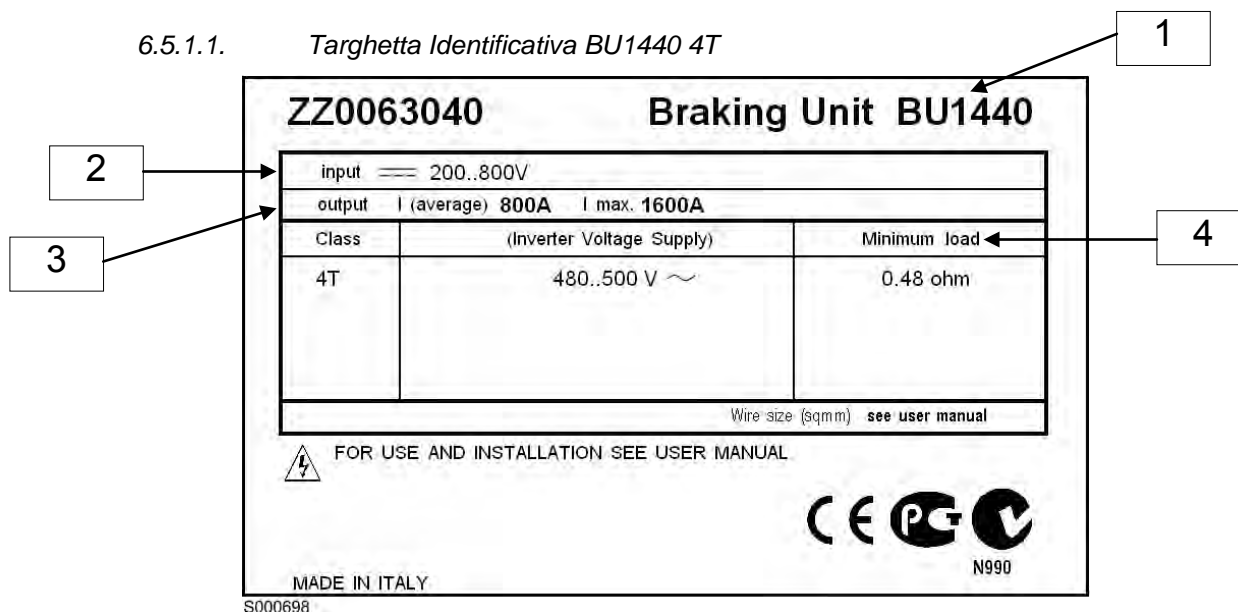 6.5.1.1. Targhetta Identificativa BU1440 4T
1
ZZ0063040 Braking Unit BU1440
2
input 200..800V
output I (average) 800A I max. 1600A
3
Class (Inverter Voltage Supply) Minimum load
4
4T 480..500 V ~ 0.48 ohm
Wire size (sqmm) see user manual
FOR USE AND INSTALLATION SEE USER MANUAL
CE PCT
N990
MADE IN ITALY
S000698